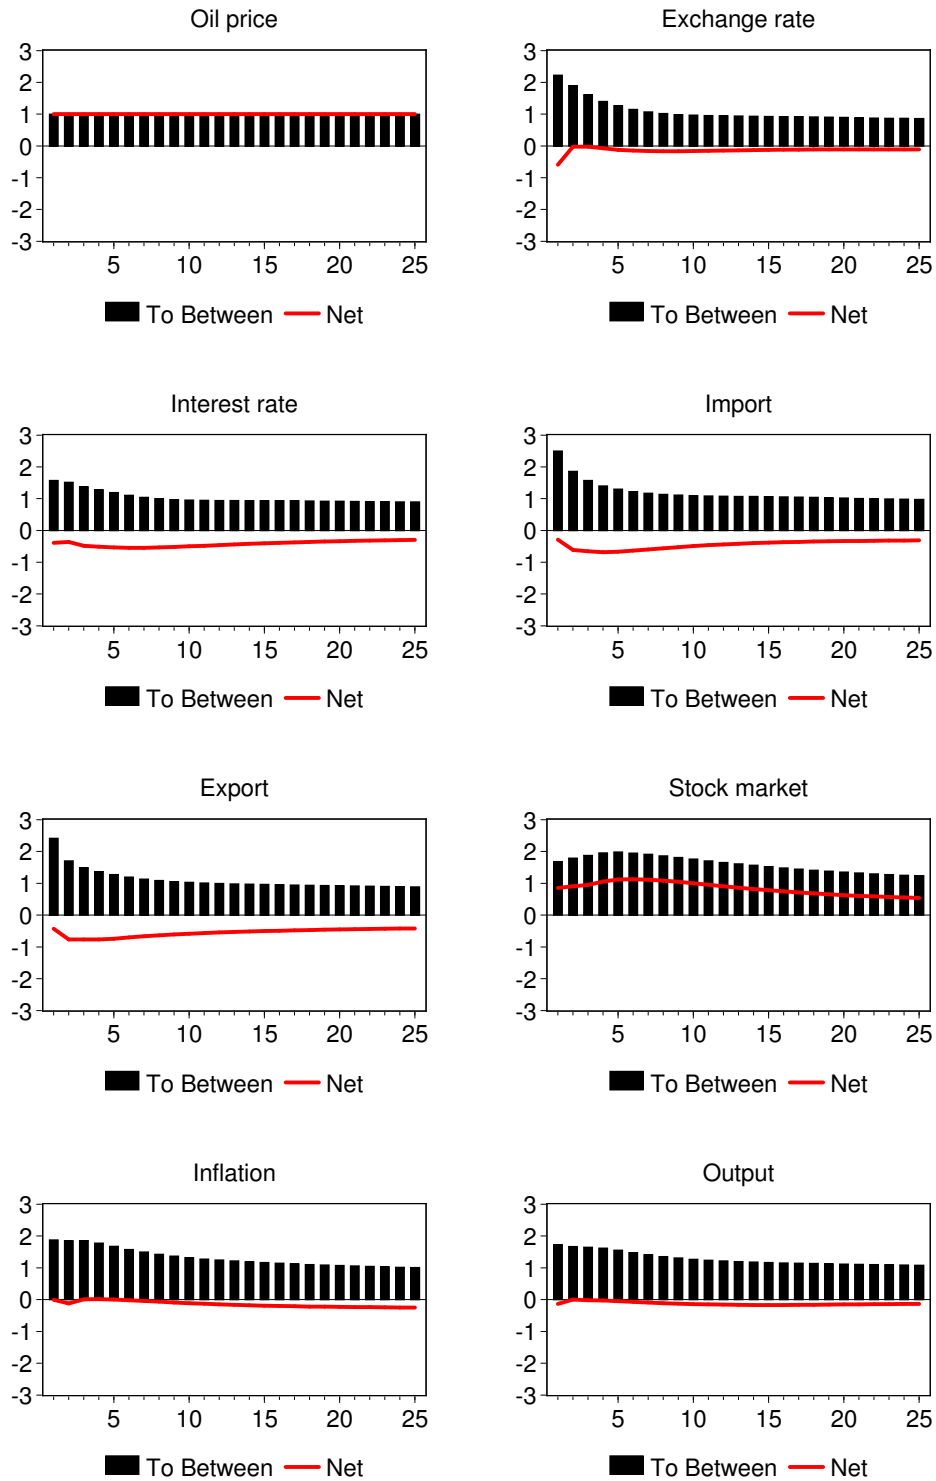 Oil price
3
2
1
0
-1
-2
-3
5 10 15 20 25
To Between Net
Exchange rate
3
2
1
0
-1
-2
-3
5 10 15 20 25
To Between Net
Interest rate
3
2
1
0
-1
-2
-3
5 10 15 20 25
To Between Net
Import
3
2
1
0
-1
-2
-3
5 10 15 20 25
To Between Net
Export
3
2
1
0
-1
-2
-3
5 10 15 20 25
To Between Net
Stock market
3
2
1
0
-1
-2
-3
5 10 15 20 25
To Between Net
Inflation
3
2
1
0
-1
-2
-3
5 10 15 20 25
To Between Net
Output
3
2
1
0
-1
-2
-3
5 10 15 20 25
To Between Net